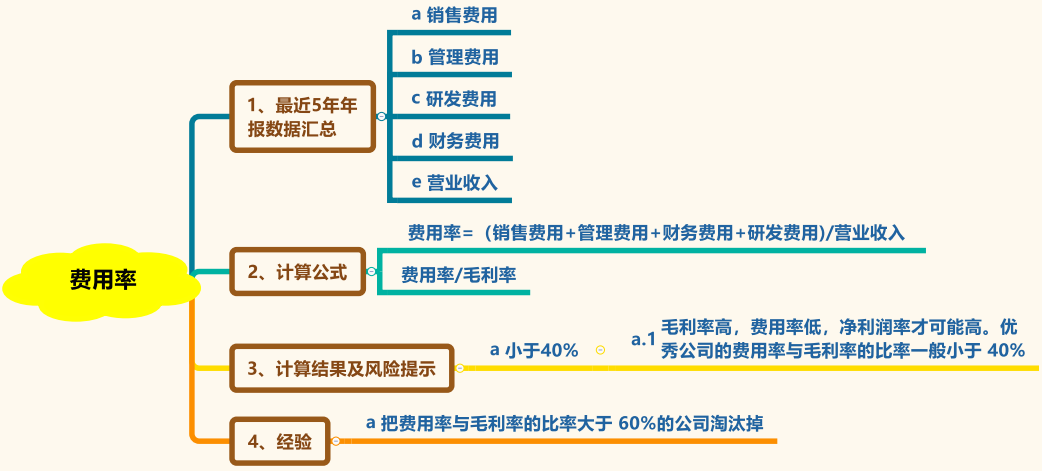 a 销售费用
b 管理费用
1、最近5年年
报数据汇总
c 研发费用
d 财务费用
e 营业收入
费用率
2、计算公式
费用率=（销售费用+管理费用+财务费用+研发费用)/营业收入
费用率/毛利率
3、计算结果及风险提示
a 小于40%
a.1
毛利率高，费用率低，净利润率才可能高。优
秀公司的费用率与毛利率的比率一般小于 40%
4、经验
a 把费用率与毛利率的比率大于 60%的公司淘汰掉